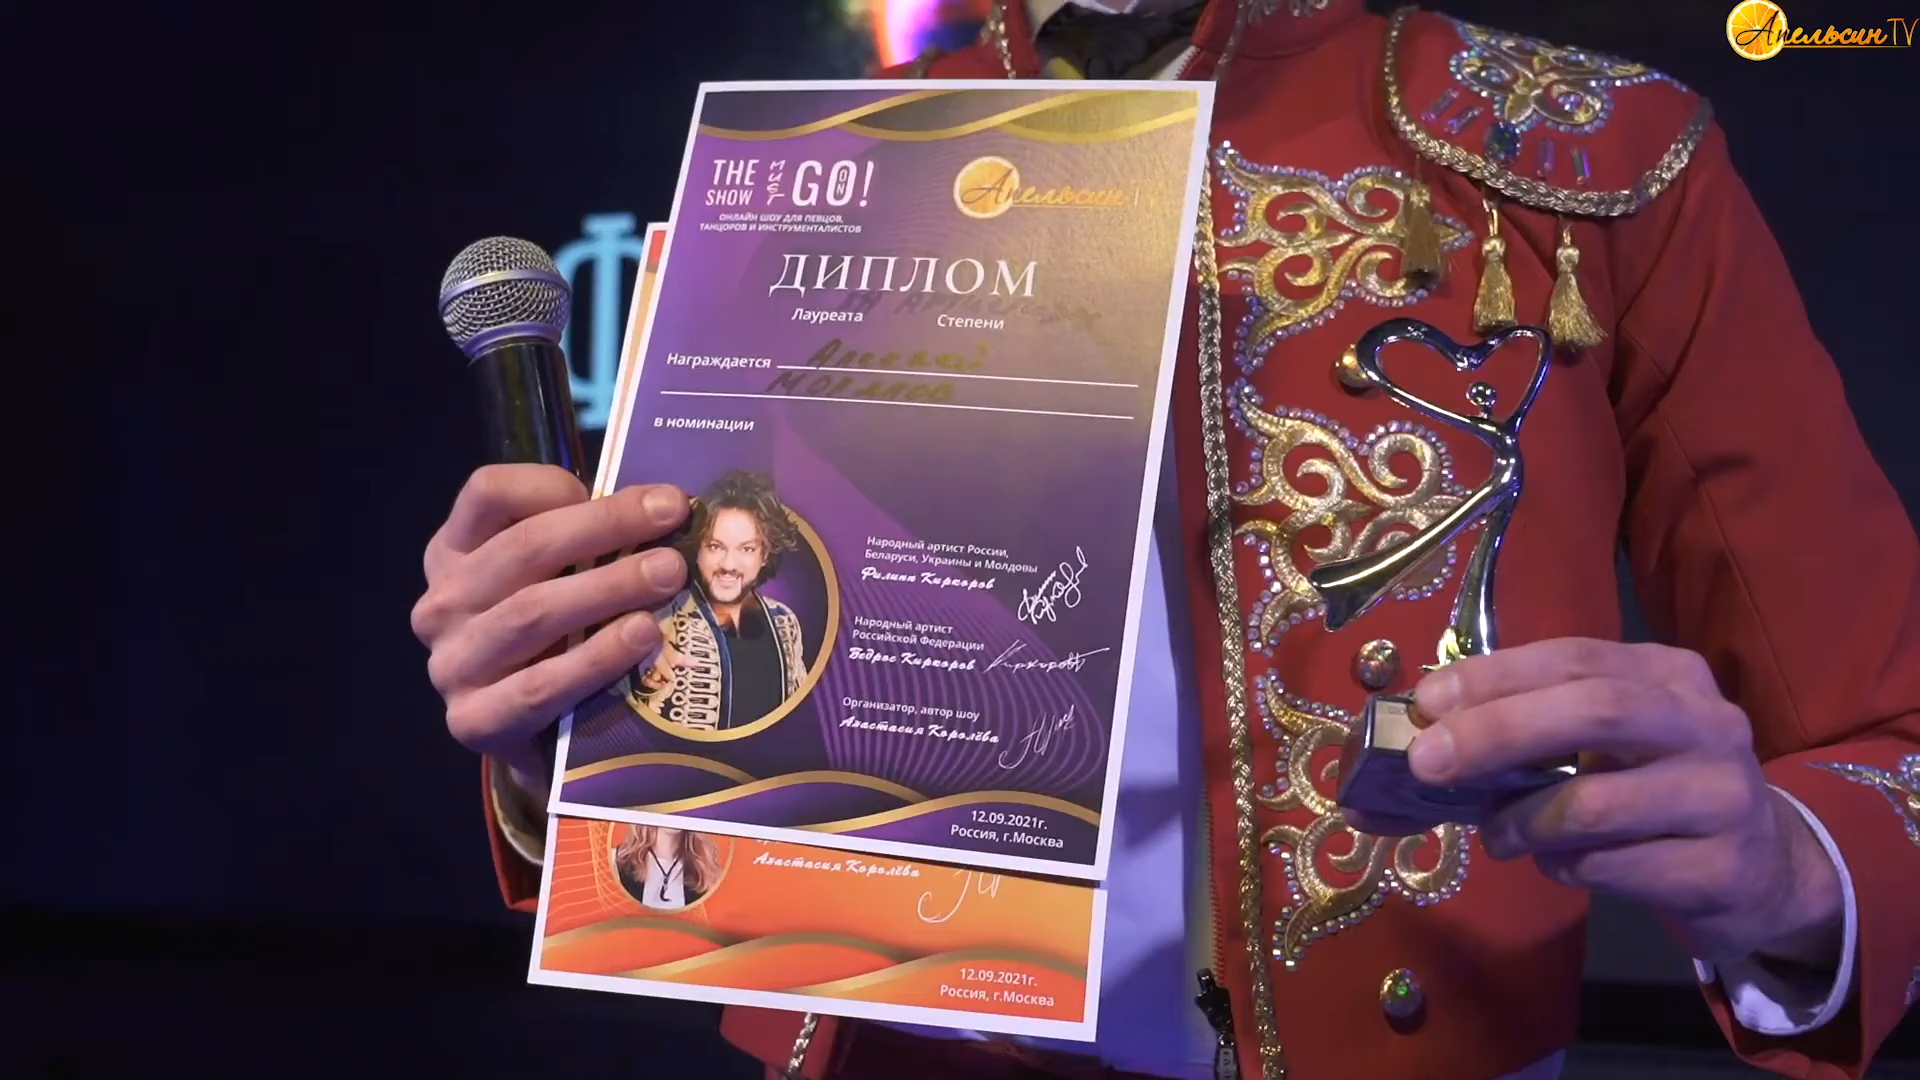 Апельсин TV
THE SHOW MUST GO ON!
ОНЛАЙН ШОУ ДЛЯ ПЕВЦОВ,
ТАНЦОРОВ И ИНСТРУМЕНТАЛИСТОВ
Апельсин TV
ДИПЛОМ
Лауреата Степени
Награждается
в номинации
Народный артист России,
Беларуси, Украины и Молдовы
Филипп Киркоров
Народный артист
Российской Федерации
Бедрос Киркоров
Организатор, автор шоу
Анастасия Королёва
12.09.2021г.
Россия, г.Москва
Анастасия Королёва
12.09.2021г.
Россия, г.Москва
Ф